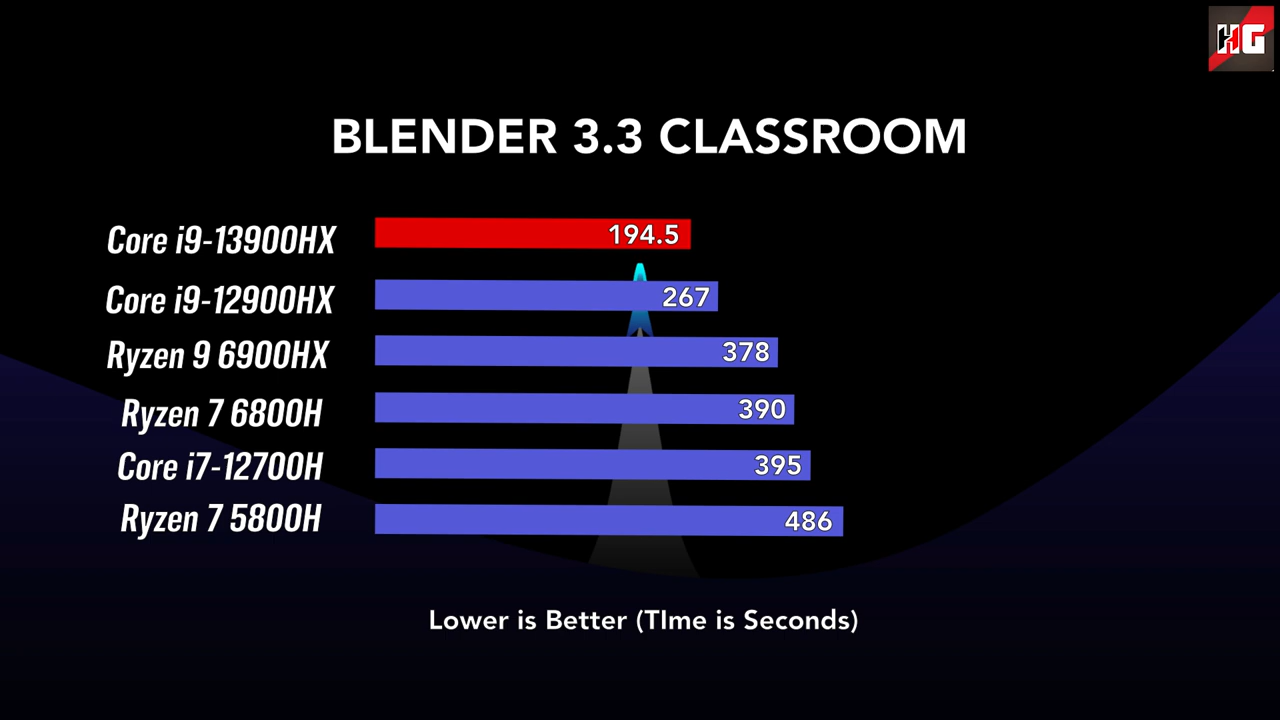 HG
BLENDER 3.3 CLASSROOM
Core i9-13900HX 194.5
Core i9-12900HX 267
Ryzen 9 6900HX 378
Ryzen 7 6800H 390
Core i7-12700H 395
Ryzen 7 5800H 486
Lower is Better (TIme is Seconds)